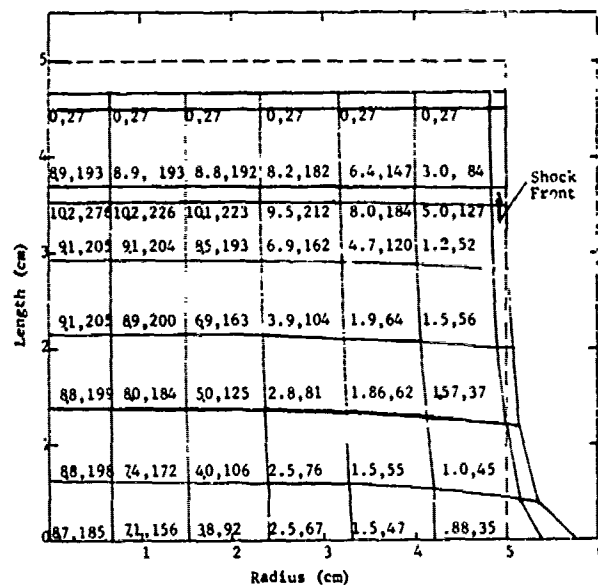 5
0,27 0,27 0,27 0,27 0,27 0,27
4
89,193 8.9, 193 8.8,192 8.2,182 6.4,147 3.0, 84
Shock
Front
102,226 101,223 9.5,212 8.0,184 5.0,127
91,205 91,204 85,193 6.9,162 4.7,120 1.2,52
3
Length (cm)
91,205 89,200 69,163 3.9,104 1.9,64 1.5,56
2
88,199 80,184 50,125 2.8,81 1.86,62 157,37
88,198 74,172 40,106 2.5,76 1.5,55 1.0,45
87,185 71,156 38,92 2.5,67 1.5,47 .88,35
0
1 2 3 4 5 6
Radius (cm)